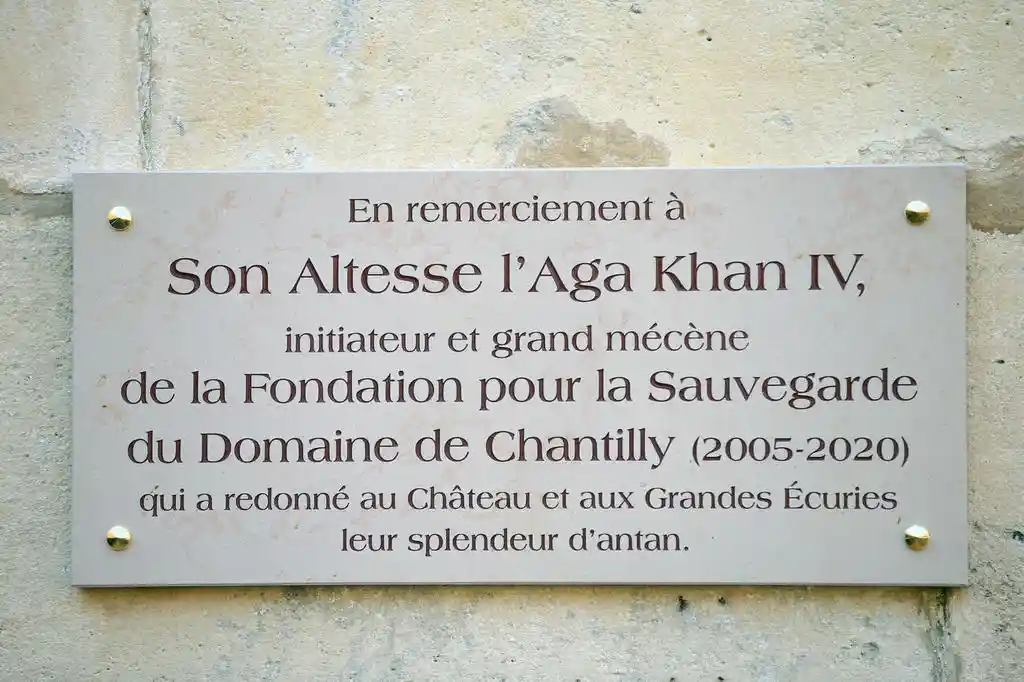 En remerciement à
Son Altesse l'Aga Khan IV,
initiateur et grand mécène
de la Fondation pour la Sauvegarde
du Domaine de Chantilly (2005-2020)
qui a redonné au Château et aux Grandes Écuries
leur splendeur d'antan.